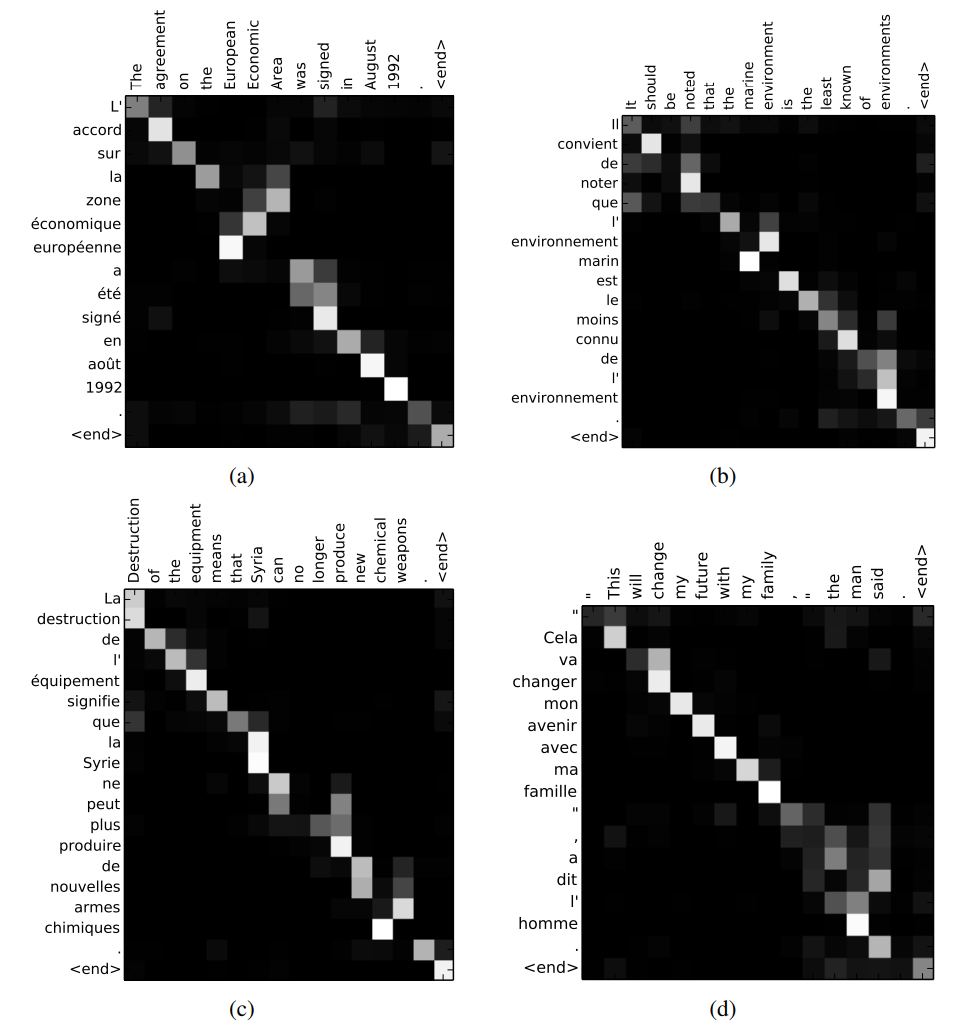 The agreement on the European Economic Area was signed in August 1992 . <end>
L'
accord
sur
la
zone
économique
européenne
a
été
signé
en
août
1992
.
<end>
(a)
It should be noted that the marine environment is the least known of environments . <end>
Il
convient
de
noter
que
l'
environnement
marin
est
le
moins
connu
de
l'
environnement
.
<end>
(b)
Destruction of the equipment means that Syria can no longer produce new chemical weapons . <end>
La
destruction
de
l'
équipement
signifie
que
la
Syrie
ne
peut
plus
produire
de
nouvelles
armes
chimiques
.
<end>
(c)
" This will change my future with my family , " the man said . <end>
"
Cela
va
changer
mon
avenir
avec
ma
famille
"
,
a
dit
l'
homme
.
<end>
(d)